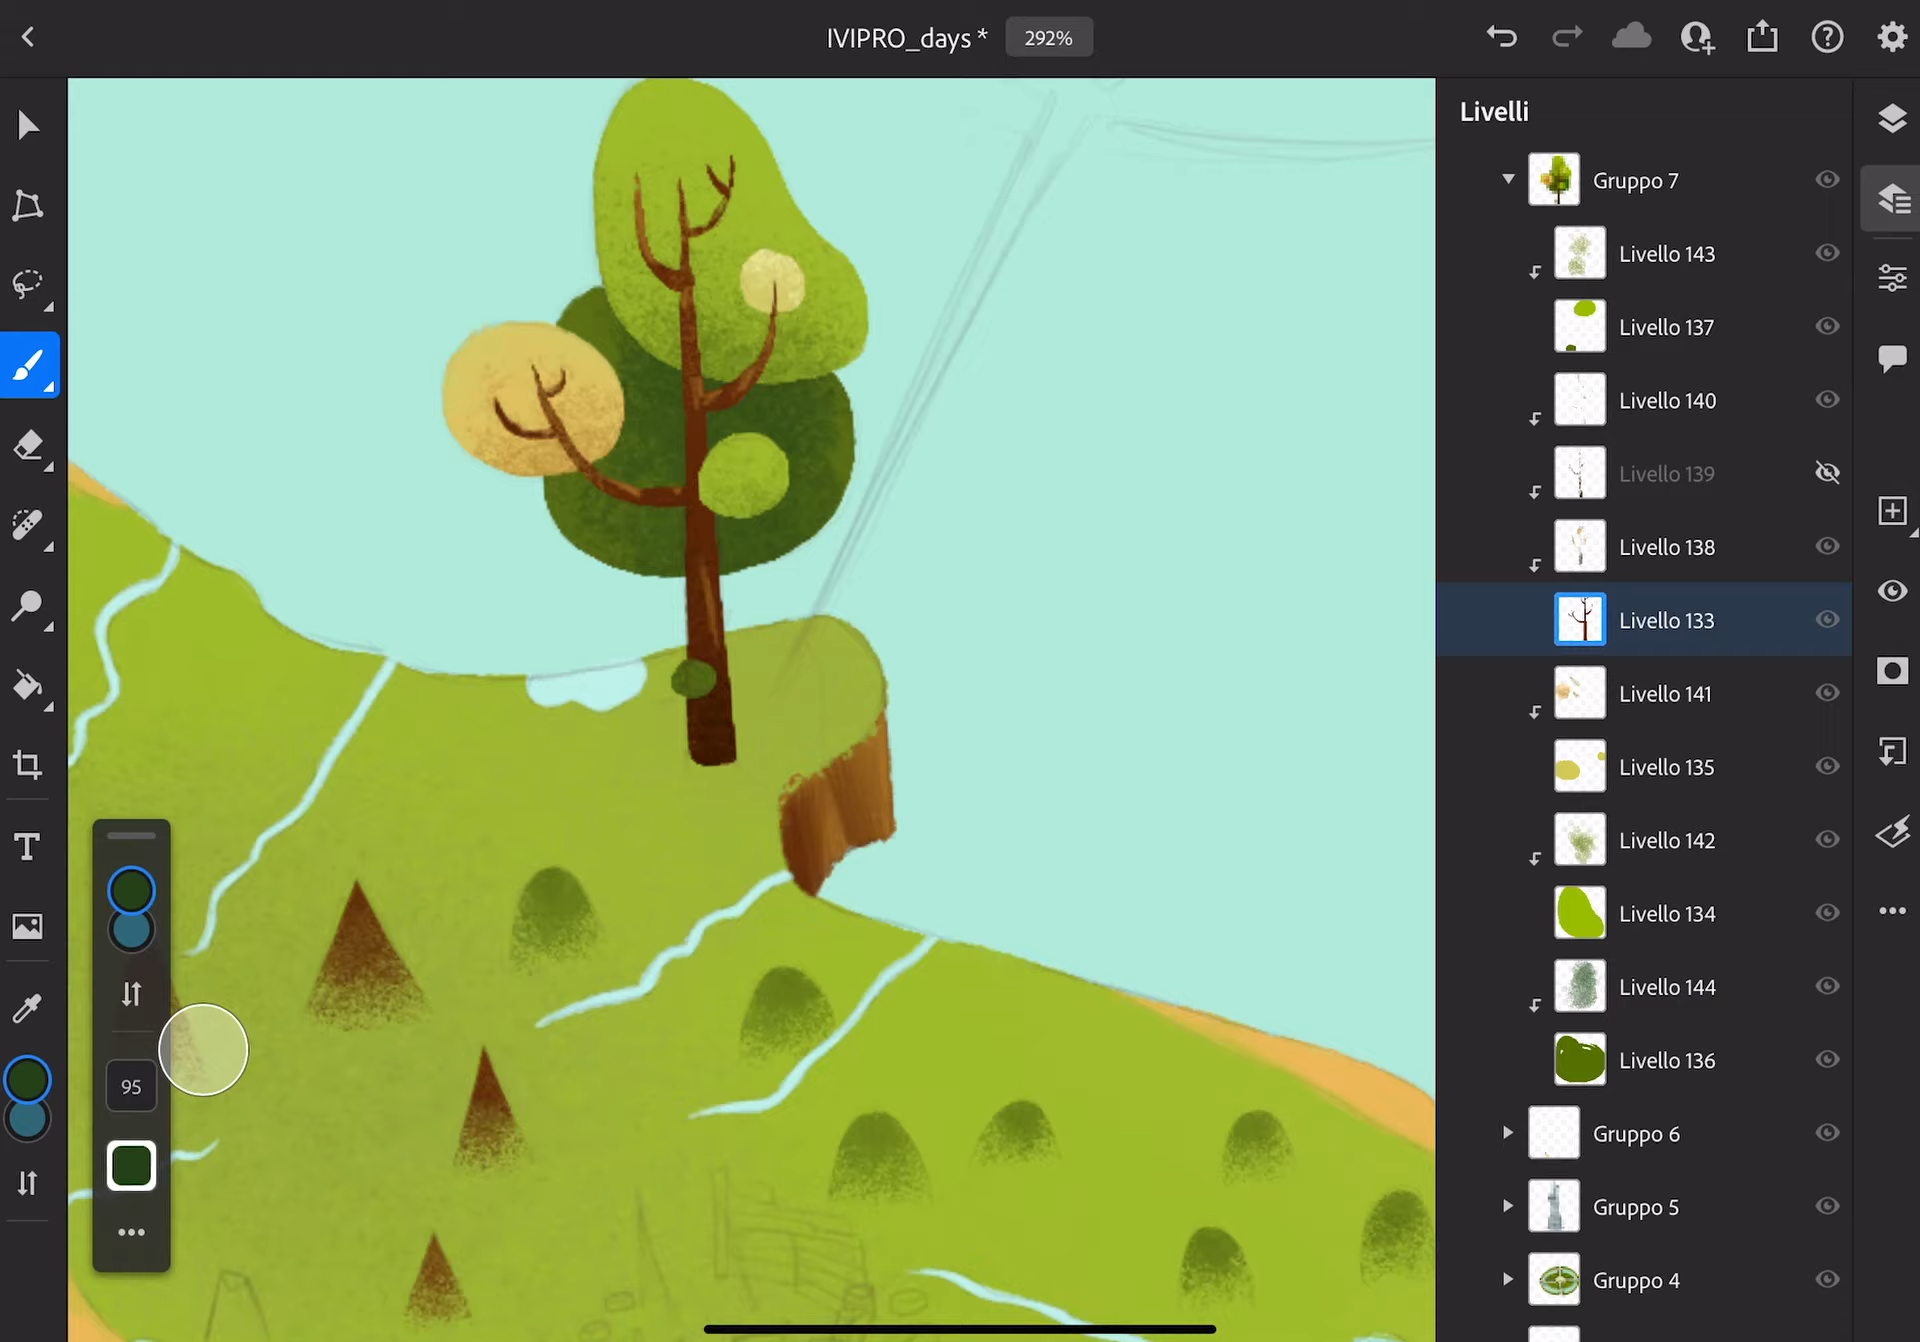 IVIPRO_days * 292%
Livelli
Gruppo 7
Livello 143
Livello 137
Livello 140
Livello 139
Livello 138
Livello 133
Livello 141
Livello 135
Livello 142
Livello 134
Livello 144
Livello 136
Gruppo 6
Gruppo 5
Gruppo 4
95